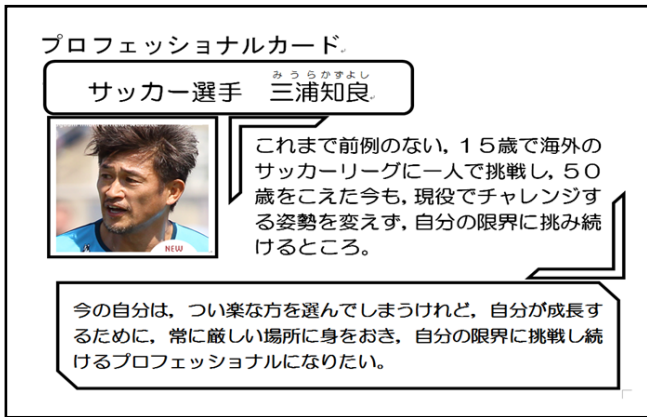 プロフェッショナルカード
みうらかずよし
サッカー選手　三浦知良
これまで前例のない，１５歳で海外の
サッカーリーグに一人で挑戦し，５０
歳をこえた今も，現役でチャレンジす
る姿勢を変えず，自分の限界に挑み続
けるところ。
NEW
今の自分は，つい楽な方を選んでしまうけれど，自分が成長す
るために，常に厳しい場所に身をおき，自分の限界に挑戦し続
けるプロフェッショナルになりたい。